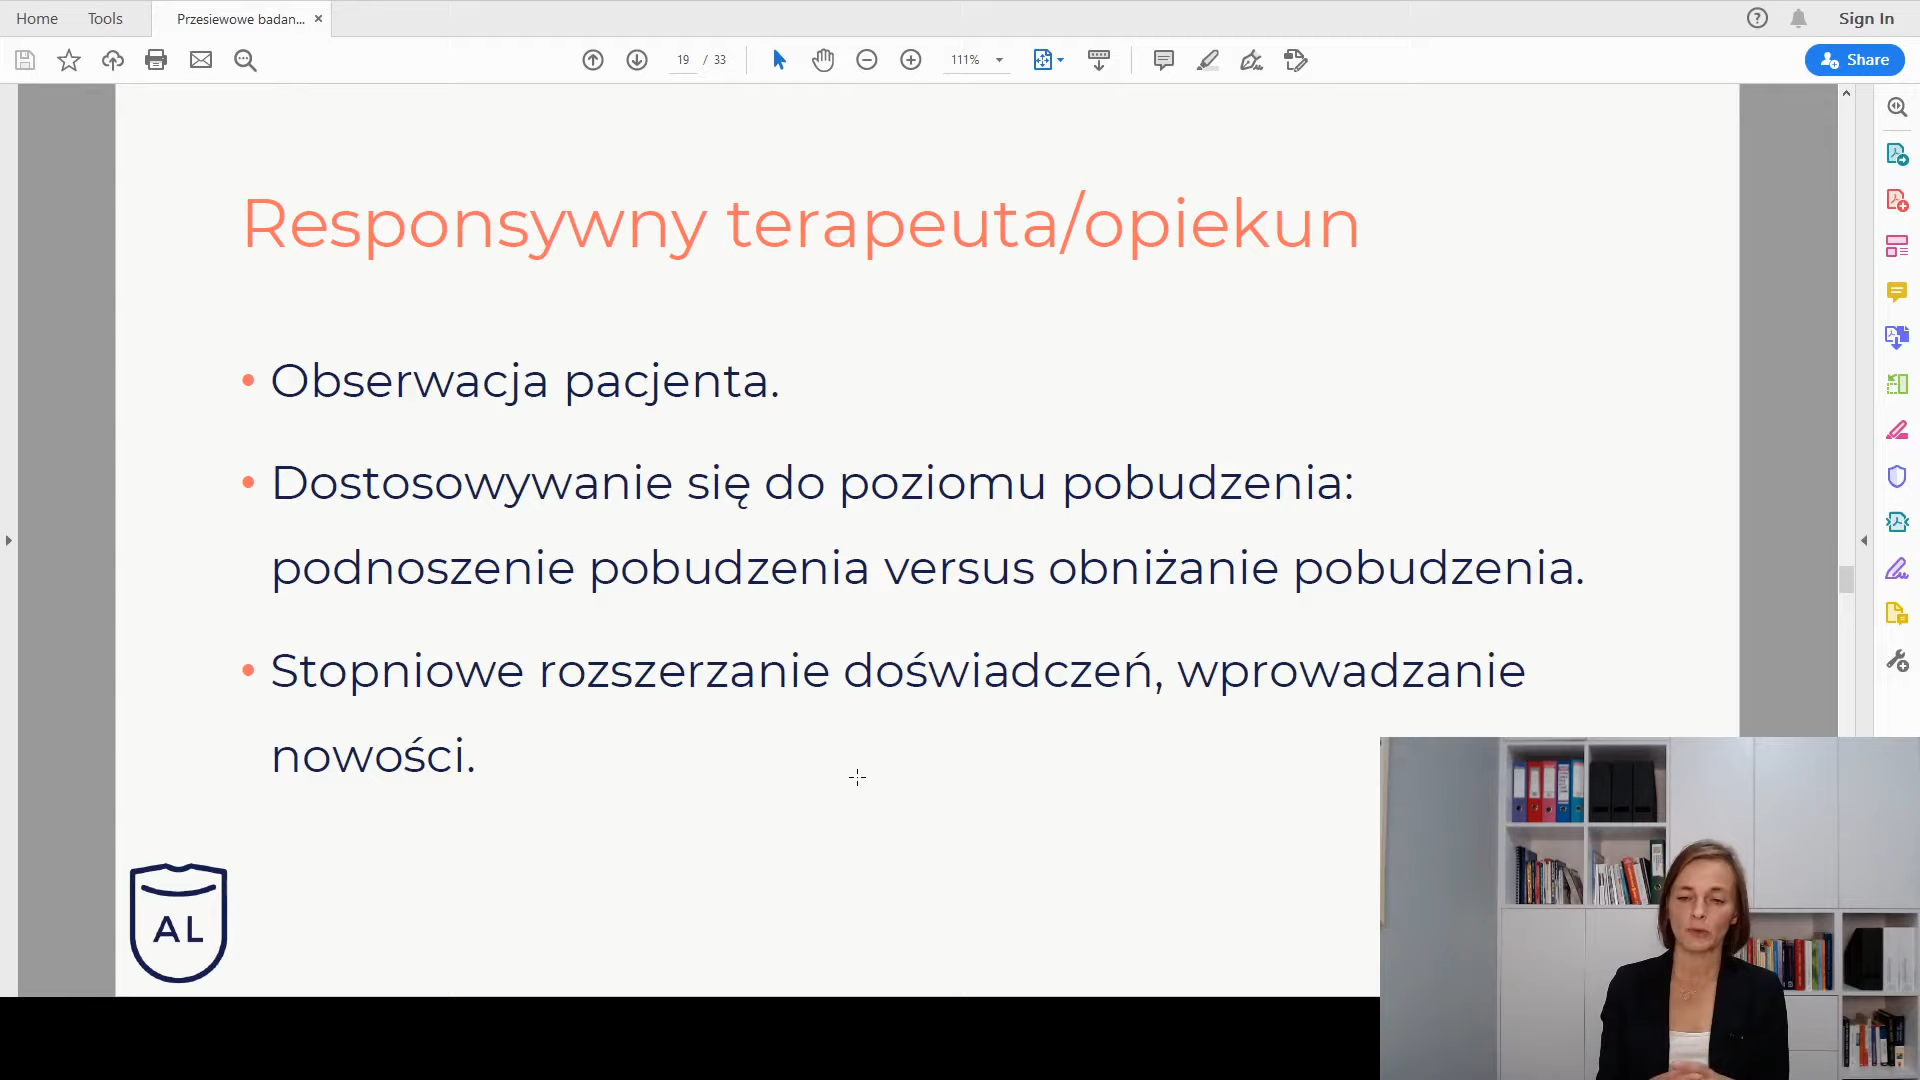 Home Tools Przesiewowe badan... × Sign In
19 / 33 111% Share
Responsywny terapeuta/opiekun
• Obserwacja pacjenta.
• Dostosowywanie się do poziomu pobudzenia:
podnoszenie pobudzenia versus obniżanie pobudzenia.
• Stopniowe rozszerzanie doświadczeń, wprowadzanie
nowości.
AL